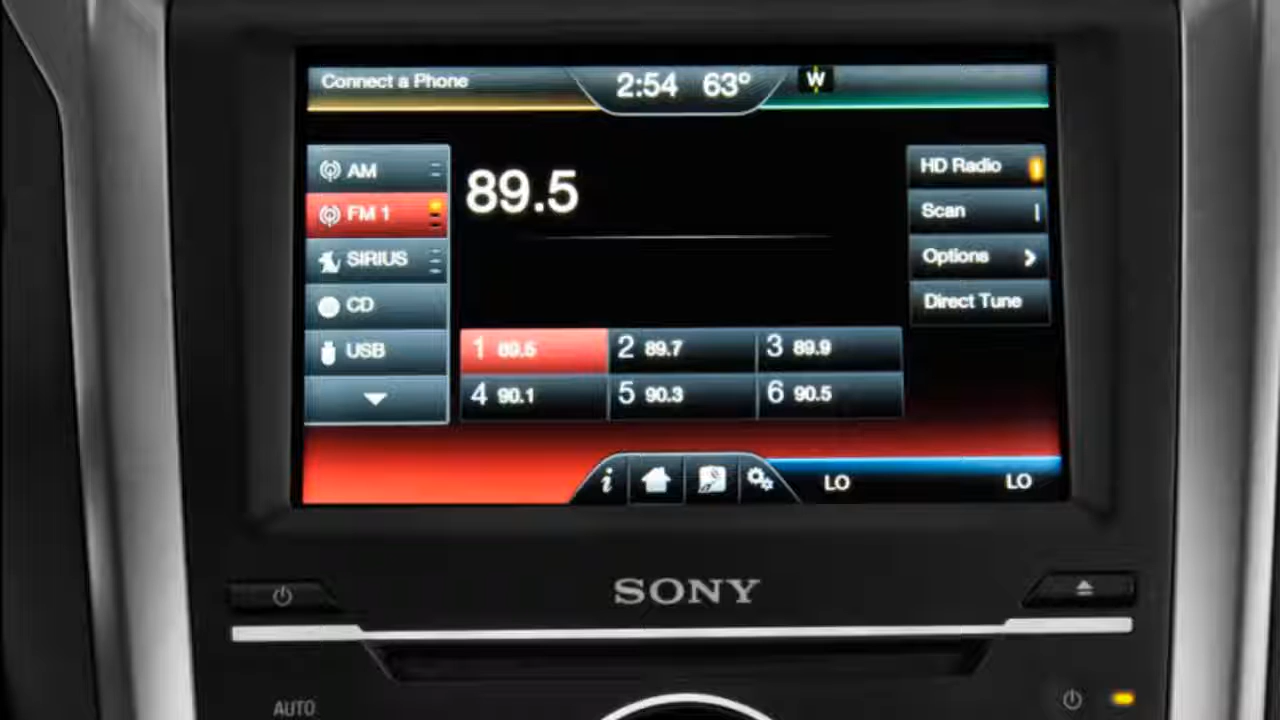 Connect a Phone 2:54 63° W
AM
FM 1
SIRIUS
CD
USB
89.5
HD Radio
Scan
Options
Direct Tune
1 89.5 2 89.7 3 89.9
4 90.1 5 90.3 6 90.5
i LO LO
SONY
AUTO